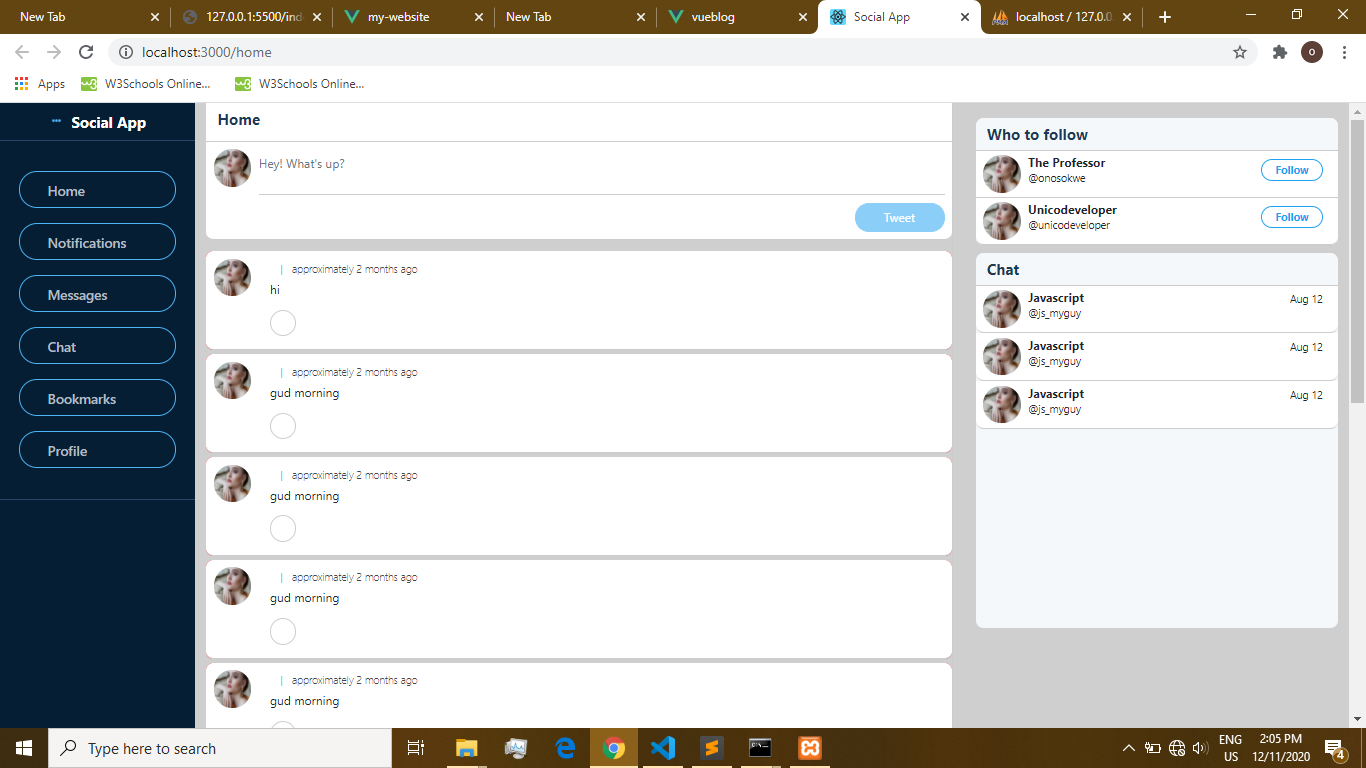 New Tab
127.0.0.1:5500/ind
my-website
New Tab
vueblog
Social App
localhost / 127.0.0
localhost:3000/home
O
Apps
W3Schools Online...
W3Schools Online...
Social App
Home
Notifications
Messages
Chat
Bookmarks
Profile
Home
Hey! What's up?
Tweet
| approximately 2 months ago
hi
| approximately 2 months ago
gud morning
| approximately 2 months ago
gud morning
| approximately 2 months ago
gud morning
| approximately 2 months ago
gud morning
Who to follow
The Professor
@onosokwe
Follow
Unicodeveloper
@unicodeveloper
Follow
Chat
Javascript
@js_myguy
Aug 12
Javascript
@js_myguy
Aug 12
Javascript
@js_myguy
Aug 12
Type here to search
ENG
US
2:05 PM
12/11/2020
4